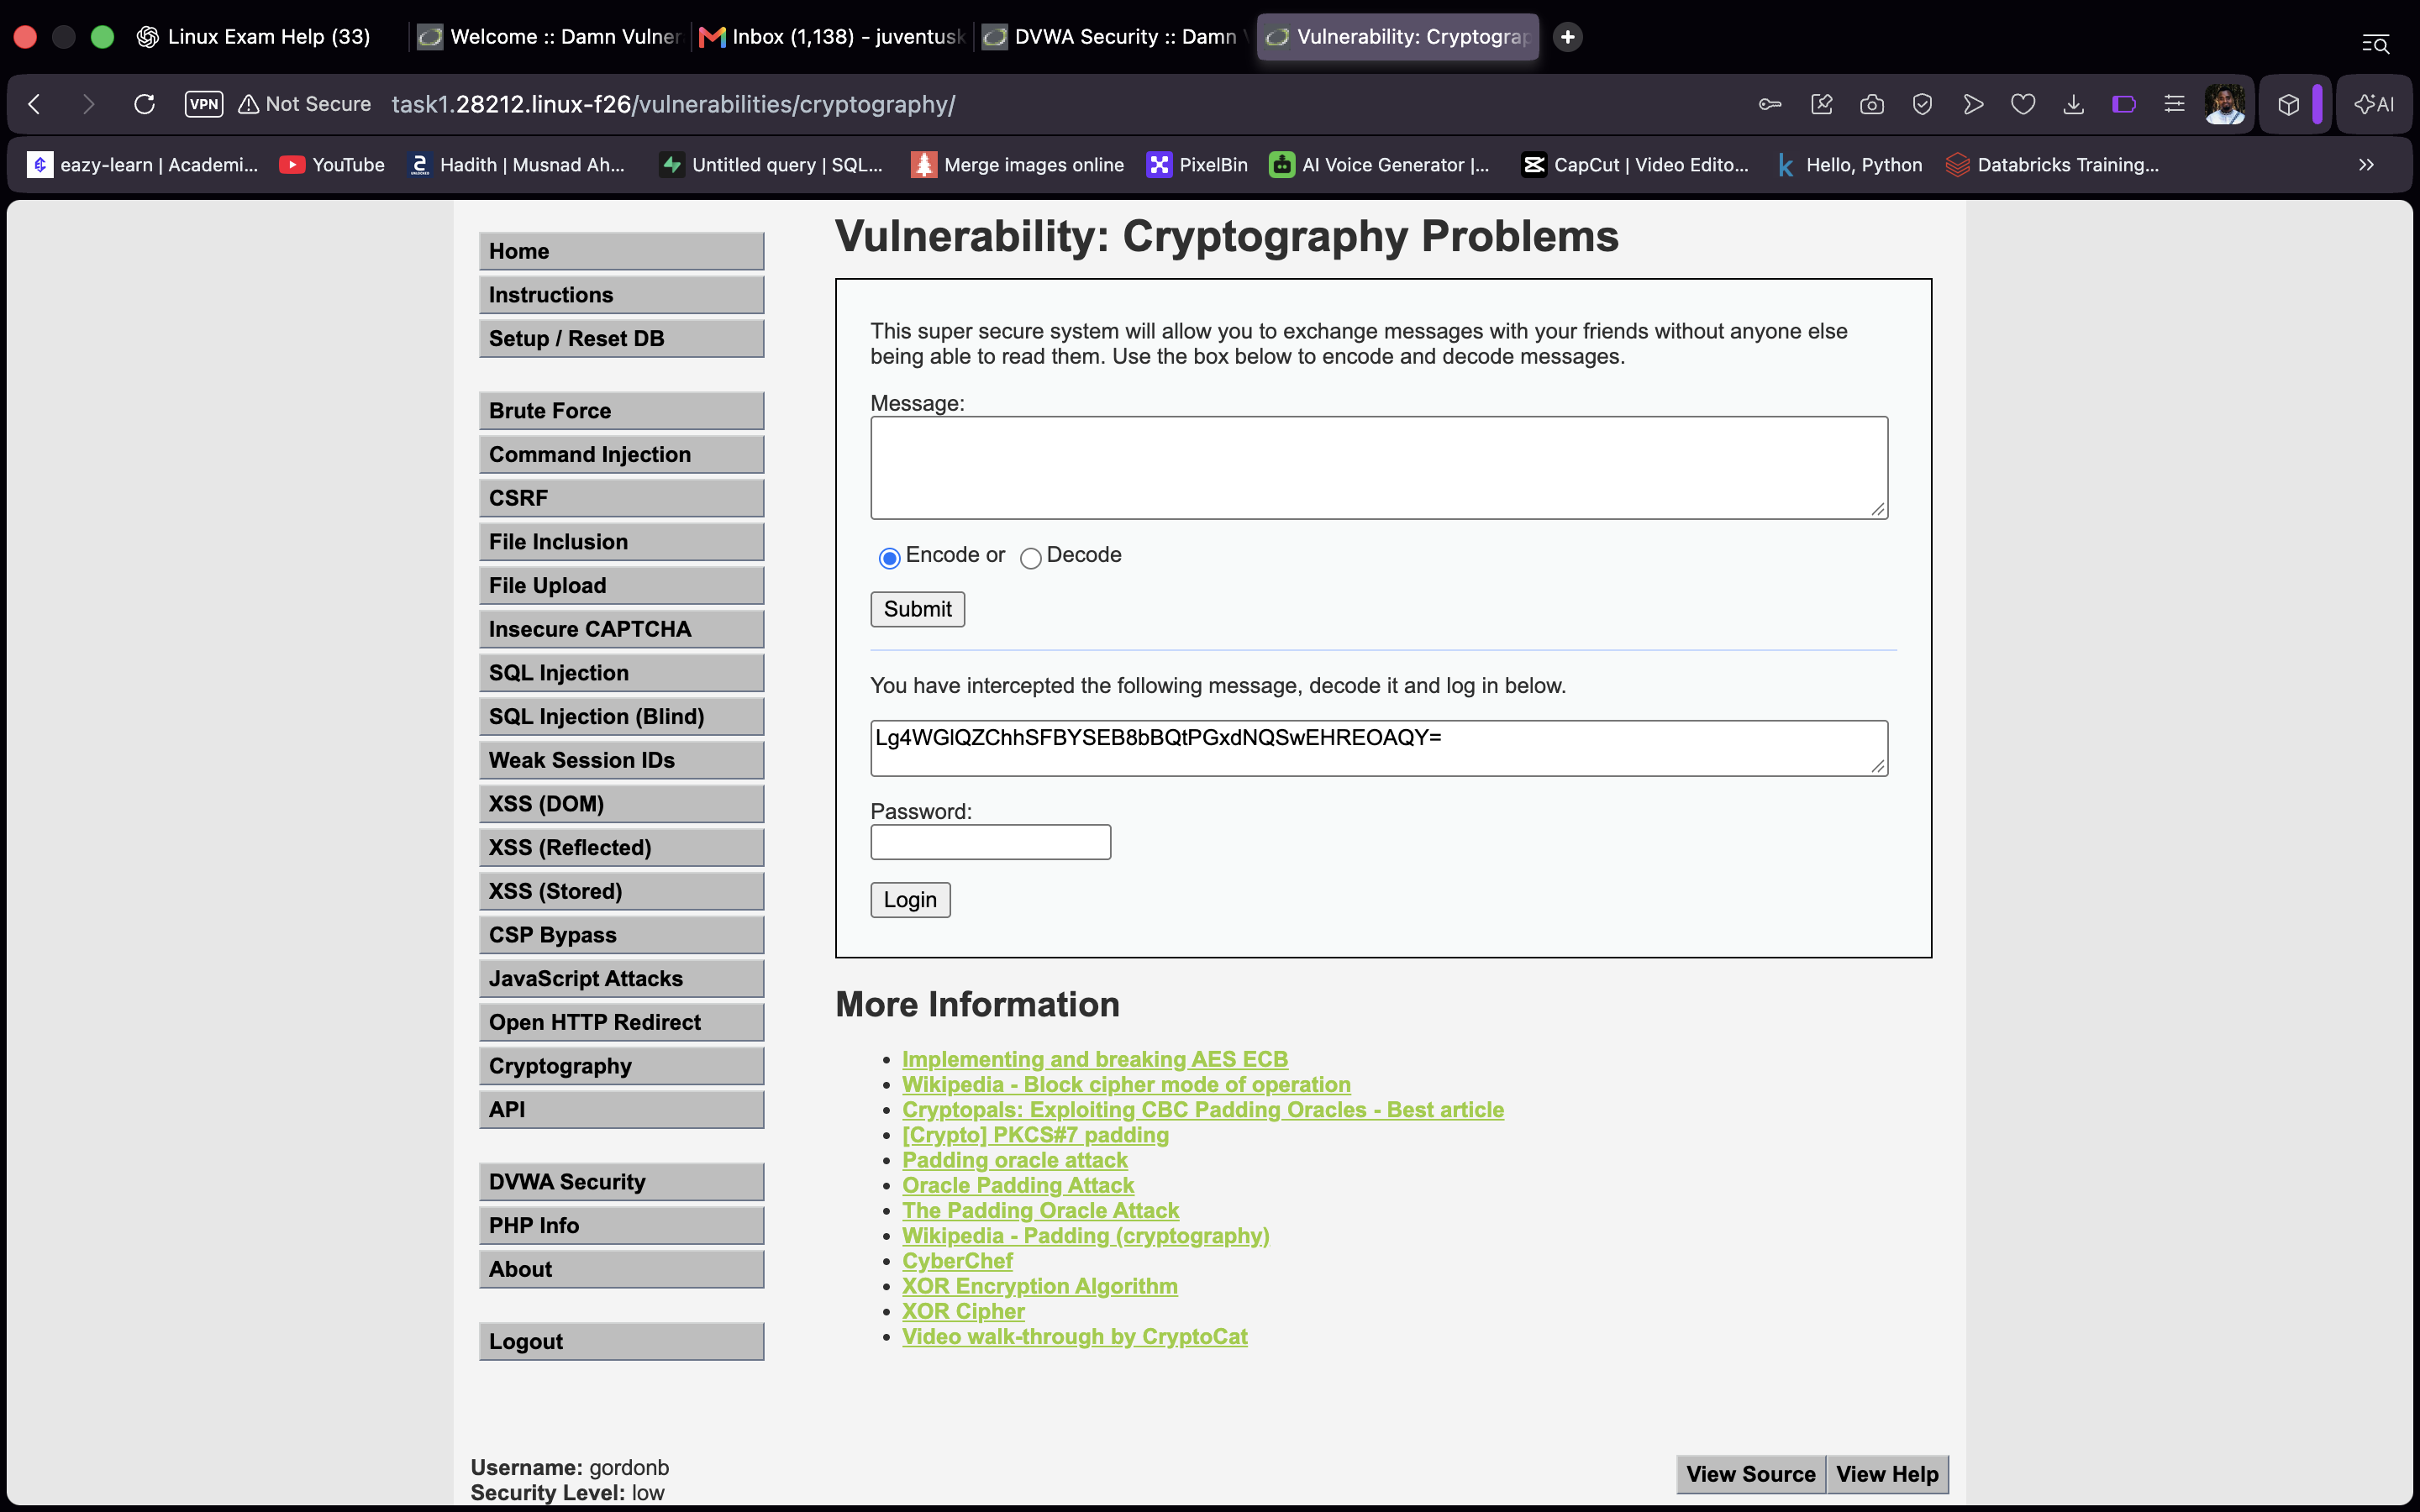 Linux Exam Help (33)
Welcome :: Damn Vulner
Inbox (1,138) - juventusk
DVWA Security :: Damn V
Vulnerability: Cryptograp
VPN
Not Secure
task1.28212.linux-f26/vulnerabilities/cryptography/
AI
eazy-learn | Academi...
YouTube
Hadith | Musnad Ah...
Untitled query | SQL...
Merge images online
PixelBin
AI Voice Generator |...
CapCut | Video Edito...
Hello, Python
Databricks Training...
Home
Instructions
Setup / Reset DB
Brute Force
Command Injection
CSRF
File Inclusion
File Upload
Insecure CAPTCHA
SQL Injection
SQL Injection (Blind)
Weak Session IDs
XSS (DOM)
XSS (Reflected)
XSS (Stored)
CSP Bypass
JavaScript Attacks
Open HTTP Redirect
Cryptography
API
DVWA Security
PHP Info
About
Logout
Vulnerability: Cryptography Problems
This super secure system will allow you to exchange messages with your friends without anyone else
being able to read them. Use the box below to encode and decode messages.
Message:
Encode or Decode
Submit
You have intercepted the following message, decode it and log in below.
Lg4WGlQZChhSFBYSEB8bBQtPGxdNQSwEHREOAQY=
Password:
Login
More Information
Implementing and breaking AES ECB
Wikipedia - Block cipher mode of operation
Cryptopals: Exploiting CBC Padding Oracles - Best article
[Crypto] PKCS#7 padding
Padding oracle attack
Oracle Padding Attack
The Padding Oracle Attack
Wikipedia - Padding (cryptography)
CyberChef
XOR Encryption Algorithm
XOR Cipher
Video walk-through by CryptoCat
Username: gordonb
Security Level: low
View Source
View Help